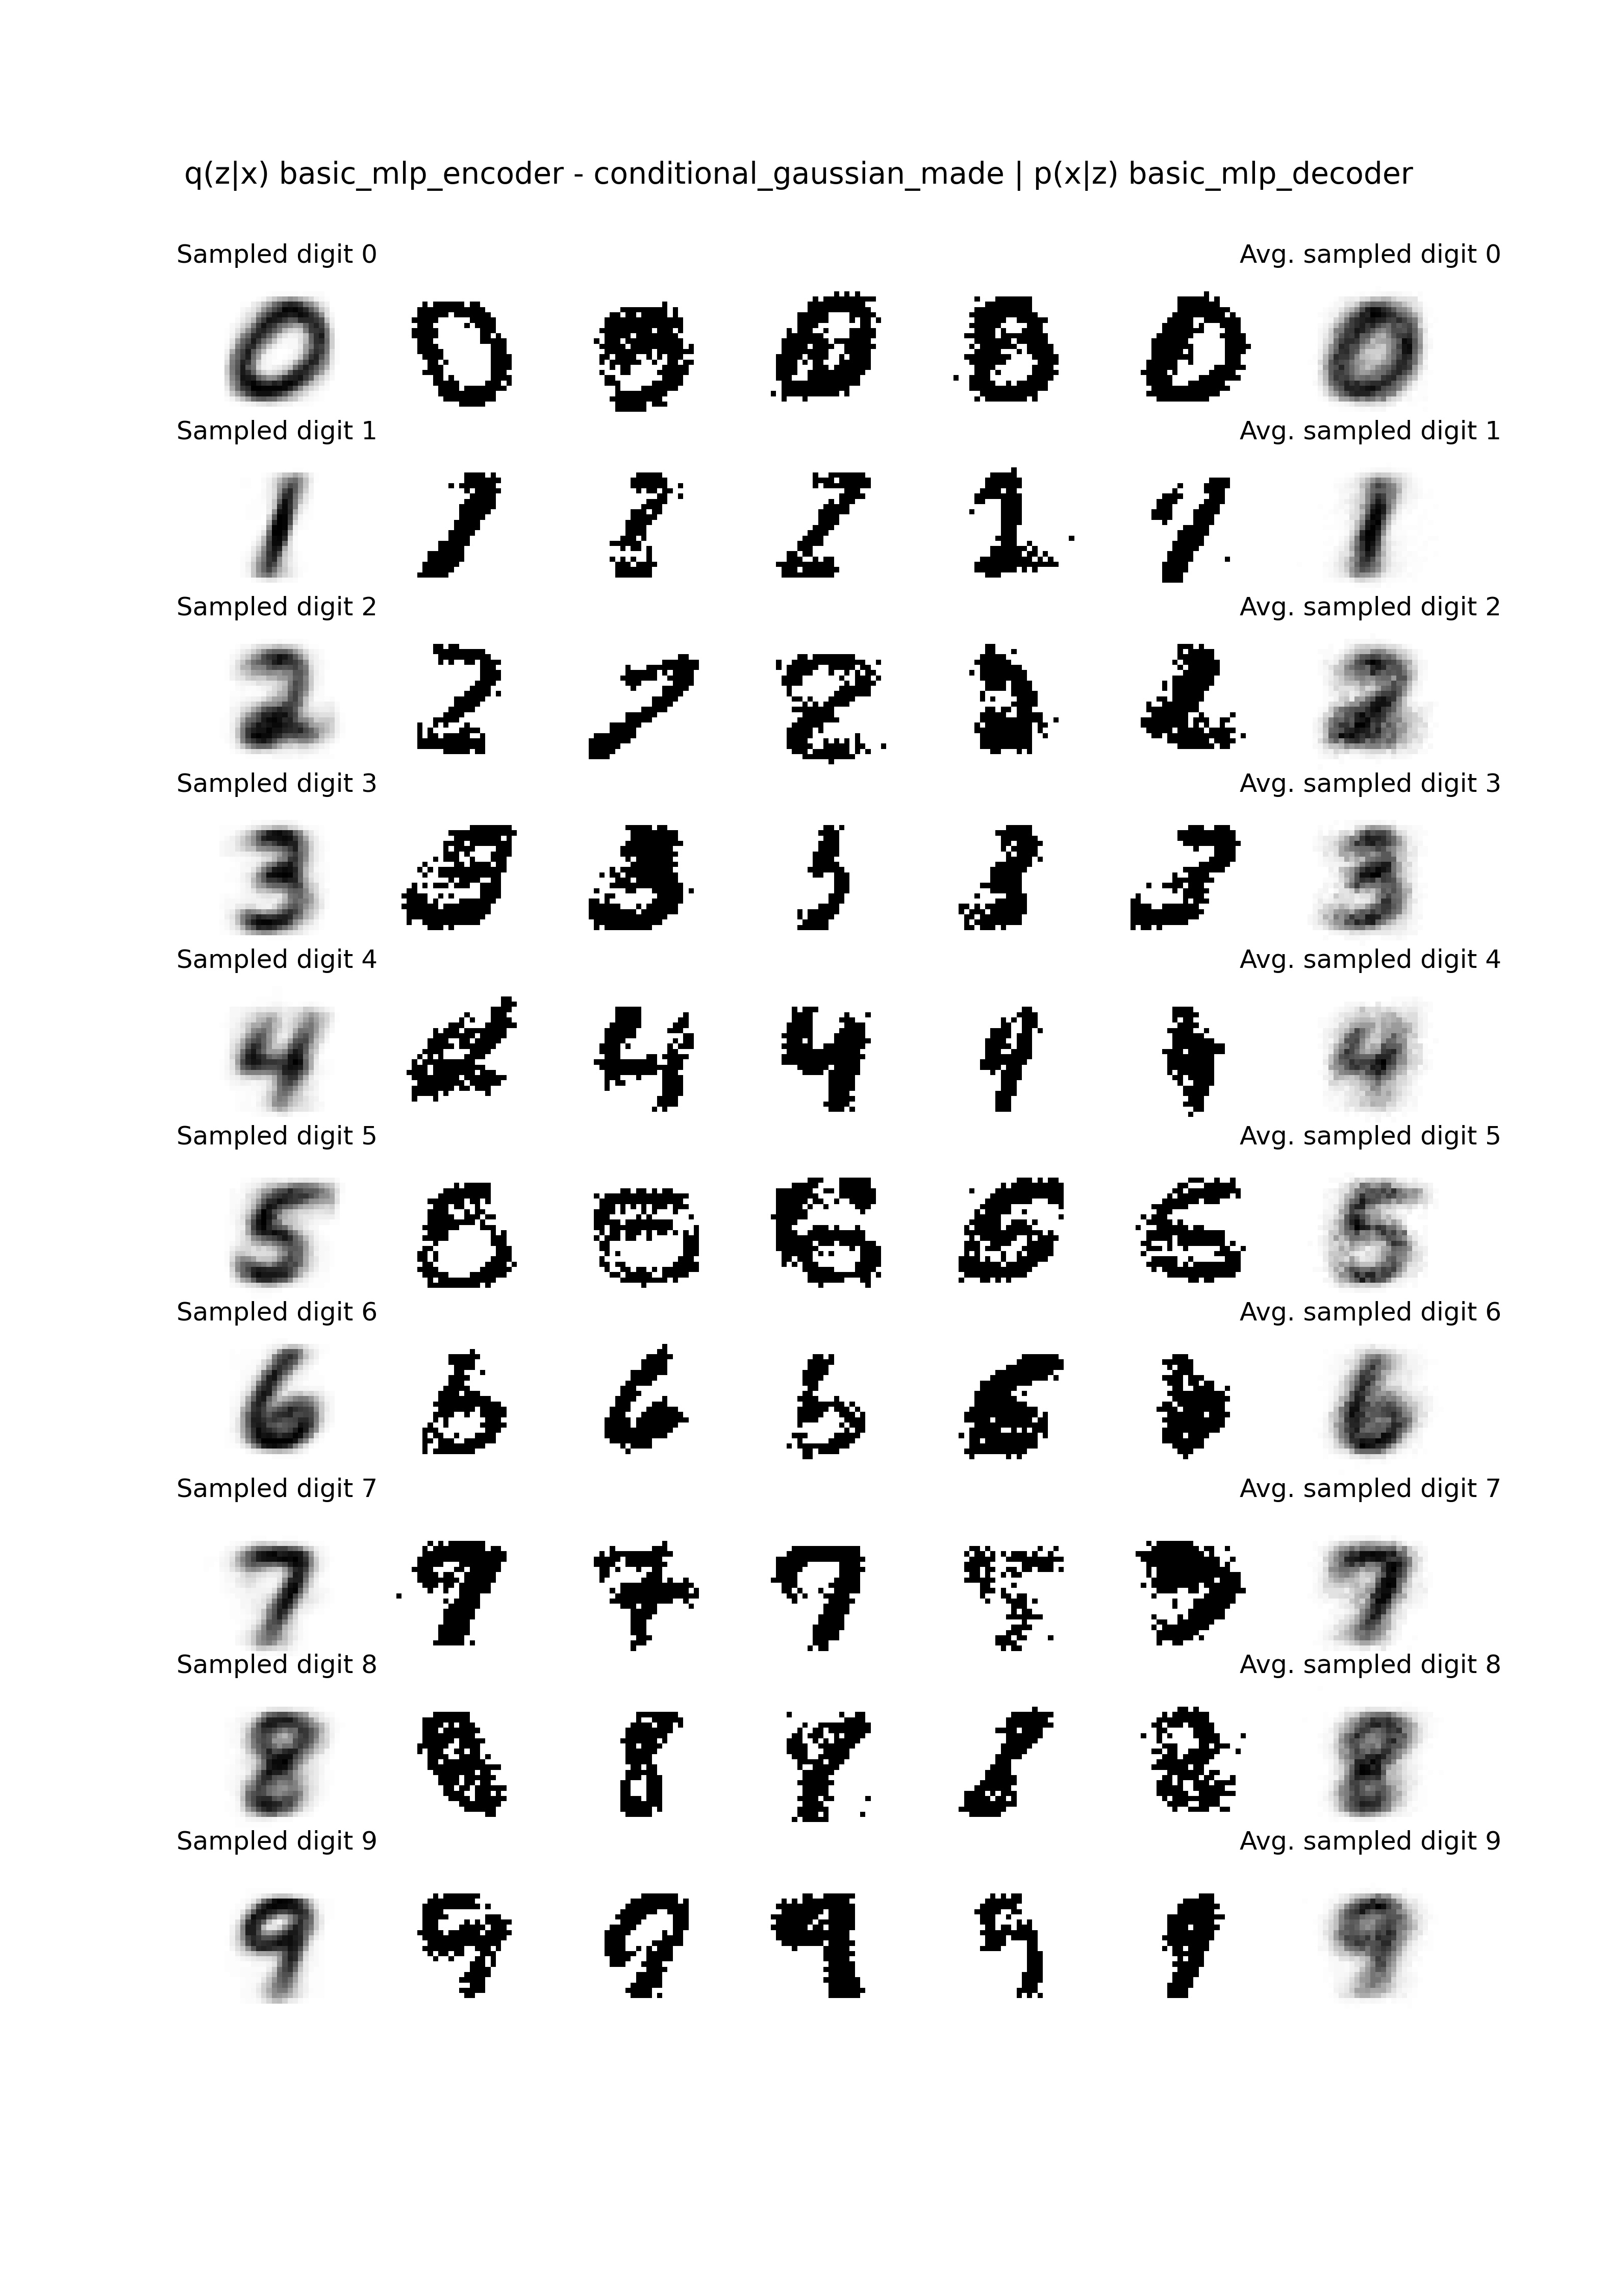 q(z|x) basic_mlp_encoder - conditional_gaussian_made | p(x|z) basic_mlp_decoder
Sampled digit 0 Avg. sampled digit 0
Sampled digit 1 Avg. sampled digit 1
Sampled digit 2 Avg. sampled digit 2
Sampled digit 3 Avg. sampled digit 3
Sampled digit 4 Avg. sampled digit 4
Sampled digit 5 Avg. sampled digit 5
Sampled digit 6 Avg. sampled digit 6
Sampled digit 7 Avg. sampled digit 7
Sampled digit 8 Avg. sampled digit 8
Sampled digit 9 Avg. sampled digit 9